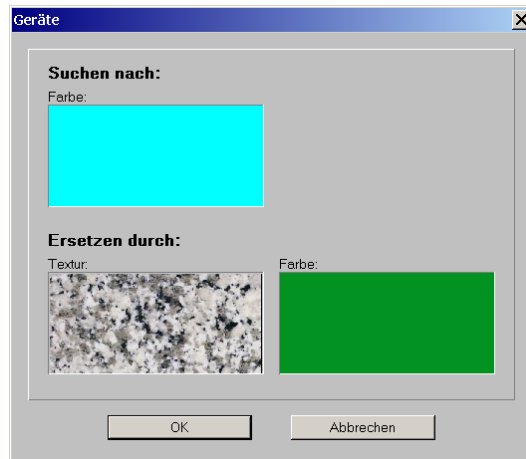 Geräte
Suchen nach:
Farbe:
Ersetzen durch:
Textur:
Farbe:
OK
Abbrechen